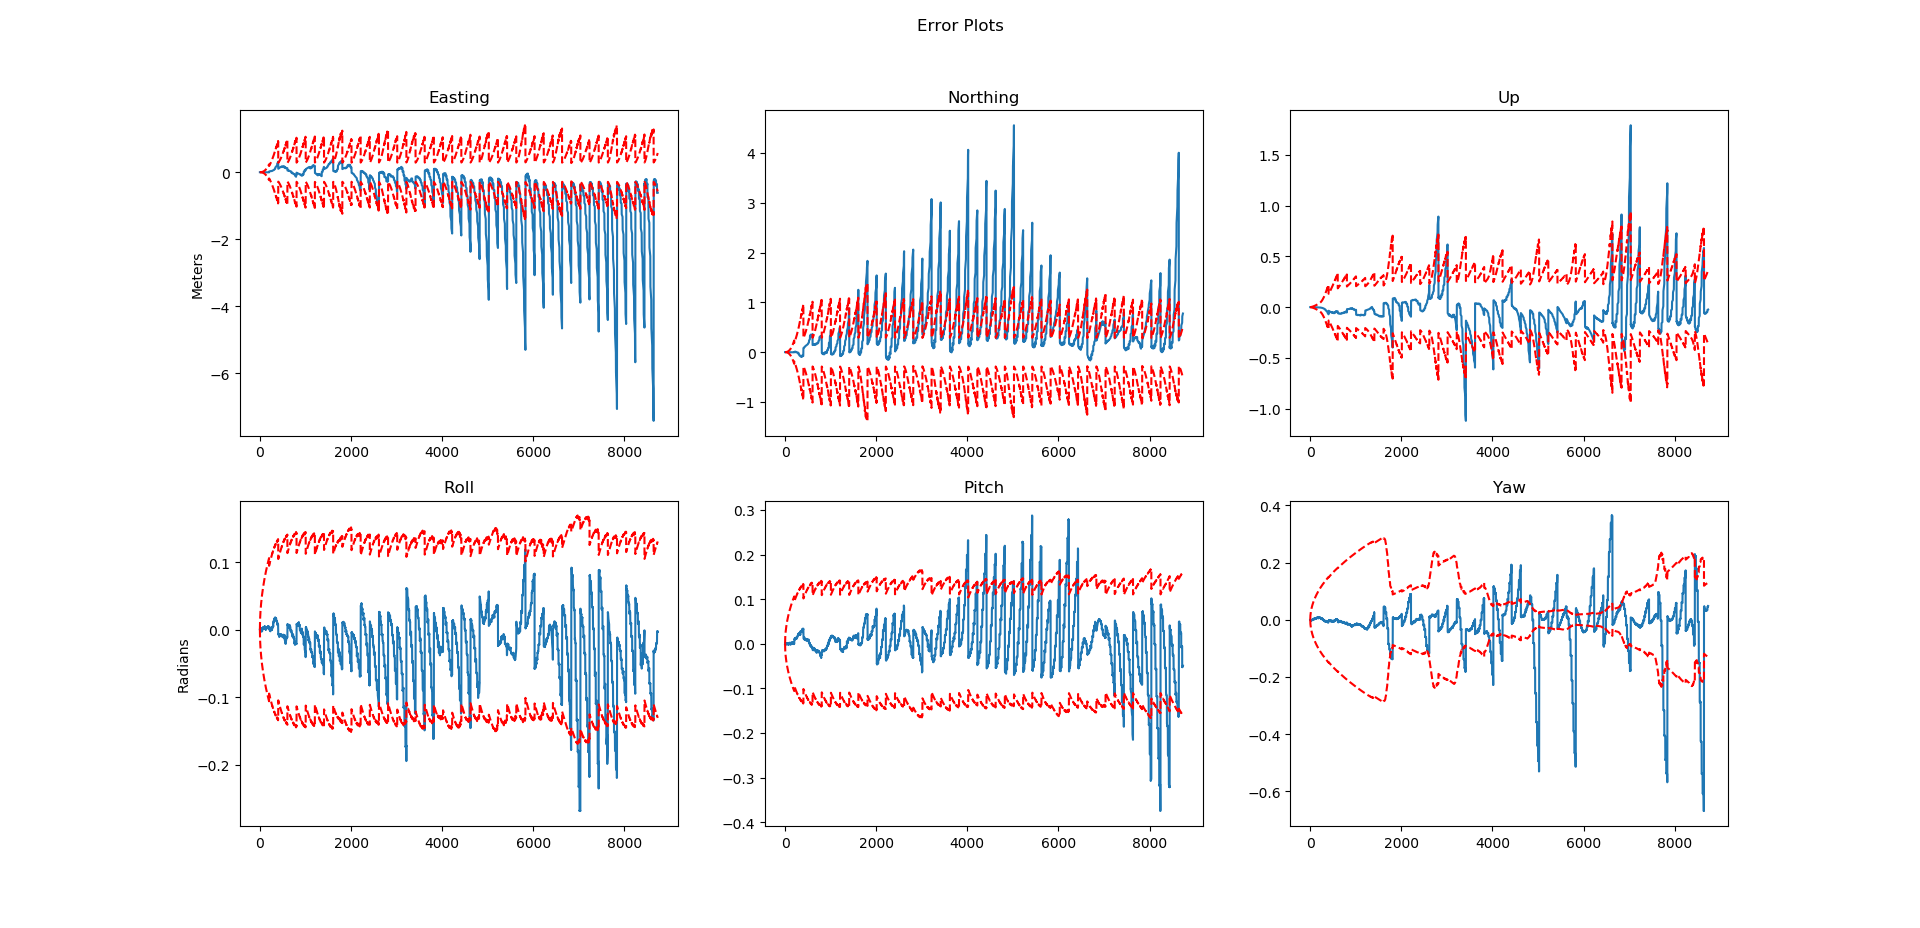 Error Plots
Easting
Northing
Up
Meters
0
−2
−4
−6
0 2000 4000 6000 8000
4
3
2
1
0
−1
0 2000 4000 6000 8000
1.5
1.0
0.5
0.0
−0.5
−1.0
0 2000 4000 6000 8000
Roll
Pitch
Yaw
Radians
0.1
0.0
−0.1
−0.2
0 2000 4000 6000 8000
0.3
0.2
0.1
0.0
−0.1
−0.2
−0.3
−0.4
0 2000 4000 6000 8000
0.4
0.2
0.0
−0.2
−0.4
−0.6
0 2000 4000 6000 8000